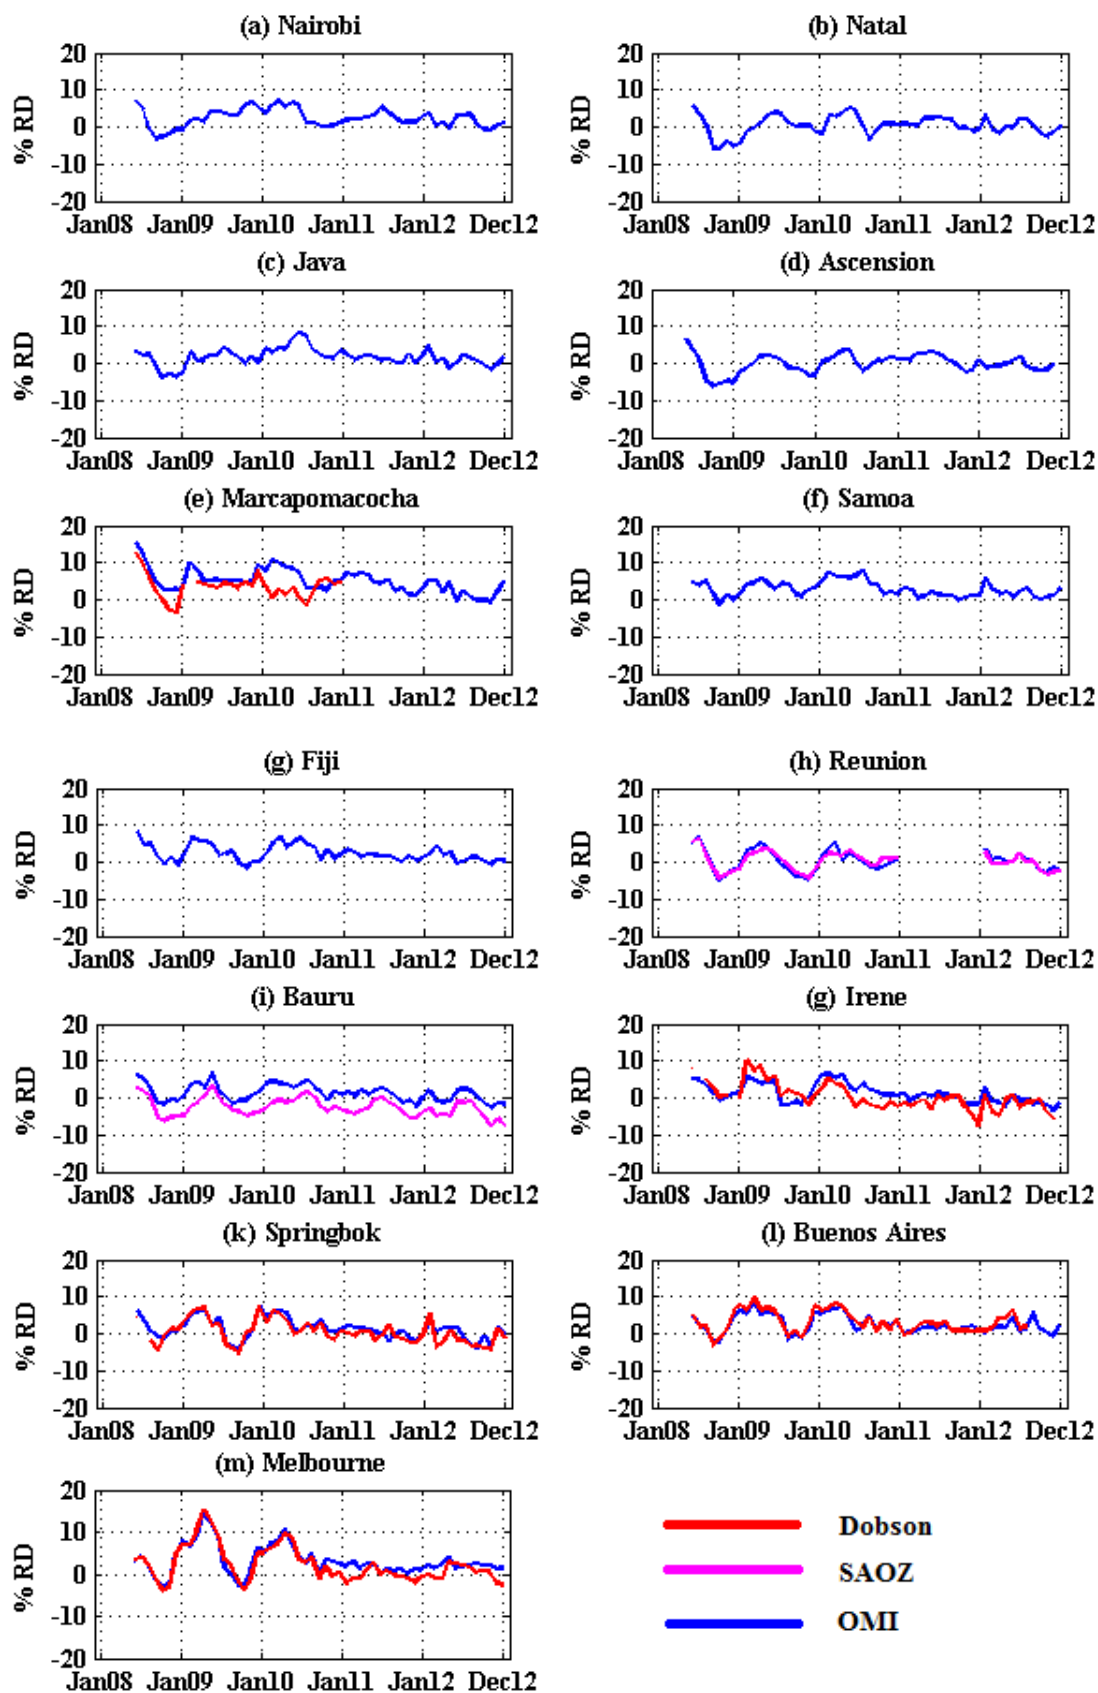 (a) Nairobi
20
10
0
-10
-20
% RD
Jan08 Jan09 Jan10 Jan11 Jan12 Dec12
(b) Natal
20
10
0
-10
-20
% RD
Jan08 Jan09 Jan10 Jan11 Jan12 Dec12
(c) Java
20
10
0
-10
-20
% RD
Jan08 Jan09 Jan10 Jan11 Jan12 Dec12
(d) Ascension
20
10
0
-10
-20
% RD
Jan08 Jan09 Jan10 Jan11 Jan12 Dec12
(e) Marcapomacocha
20
10
0
-10
-20
% RD
Jan08 Jan09 Jan10 Jan11 Jan12 Dec12
(f) Samoa
20
10
0
-10
-20
% RD
Jan08 Jan09 Jan10 Jan11 Jan12 Dec12
(g) Fiji
20
10
0
-10
-20
% RD
Jan08 Jan09 Jan10 Jan11 Jan12 Dec12
(h) Reunion
20
10
0
-10
-20
% RD
Jan08 Jan09 Jan10 Jan11 Jan12 Dec12
(i) Bauru
20
10
0
-10
-20
% RD
Jan08 Jan09 Jan10 Jan11 Jan12 Dec12
(g) Irene
20
10
0
-10
-20
% RD
Jan08 Jan09 Jan10 Jan11 Jan12 Dec12
(k) Springbok
20
10
0
-10
-20
% RD
Jan08 Jan09 Jan10 Jan11 Jan12 Dec12
(l) Buenos Aires
20
10
0
-10
-20
% RD
Jan08 Jan09 Jan10 Jan11 Jan12 Dec12
(m) Melbourne
20
10
0
-10
-20
% RD
Jan08 Jan09 Jan10 Jan11 Jan12 Dec12
Dobson
SAOZ
OMI